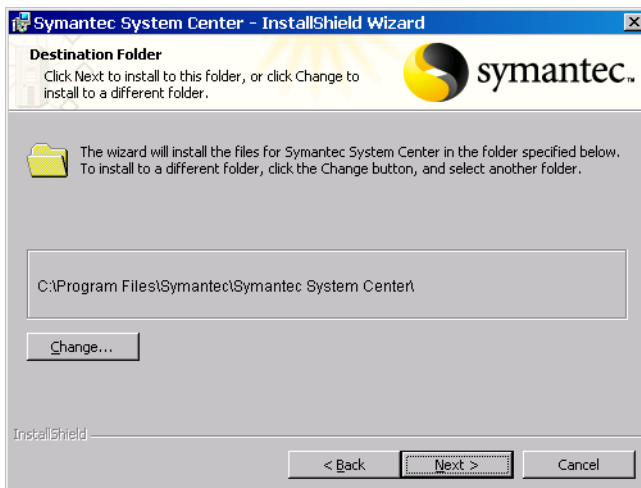 Symantec System Center - InstallShield Wizard
Destination Folder
Click Next to install to this folder, or click Change to
install to a different folder.
symantec™
The wizard will install the files for Symantec System Center in the folder specified below.
To install to a different folder, click the Change button, and select another folder.
C:\Program Files\Symantec\Symantec System Center\
Change...
InstallShield
< Back
Next >
Cancel